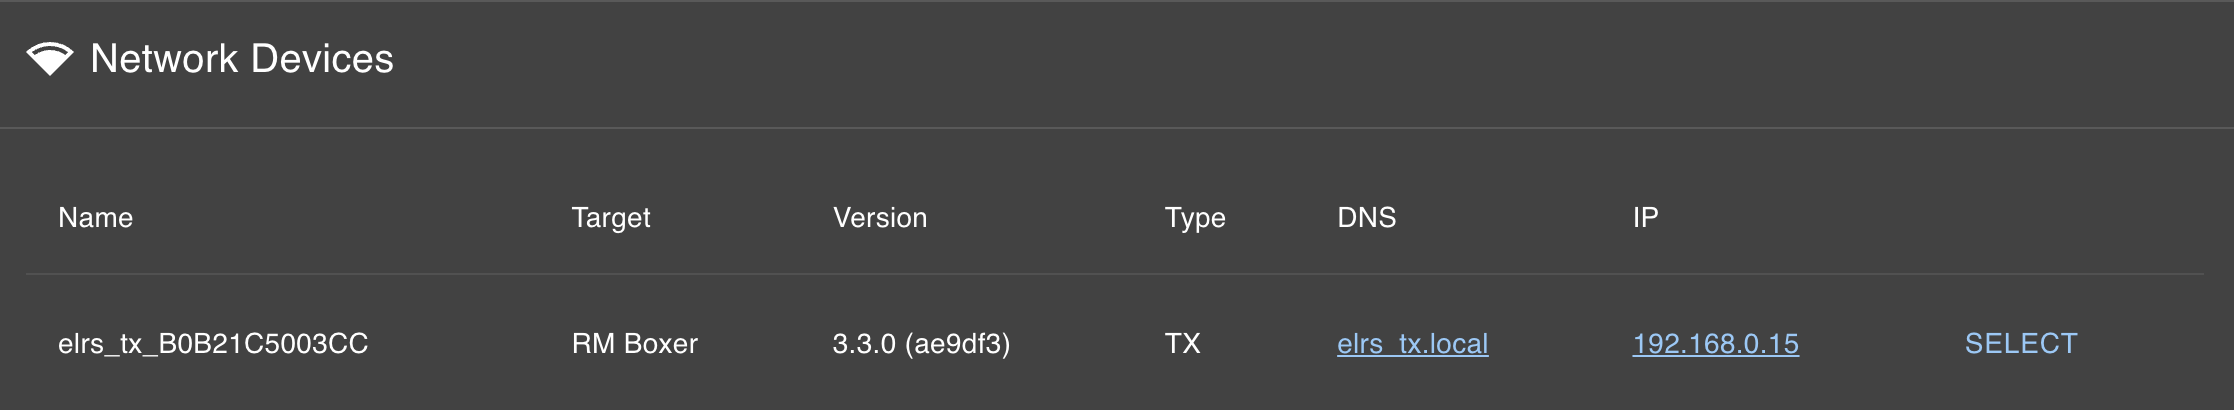 Network Devices
Name Target Version Type DNS IP
elrs_tx_B0B21C5003CC RM Boxer 3.3.0 (ae9df3) TX elrs_tx.local 192.168.0.15 SELECT